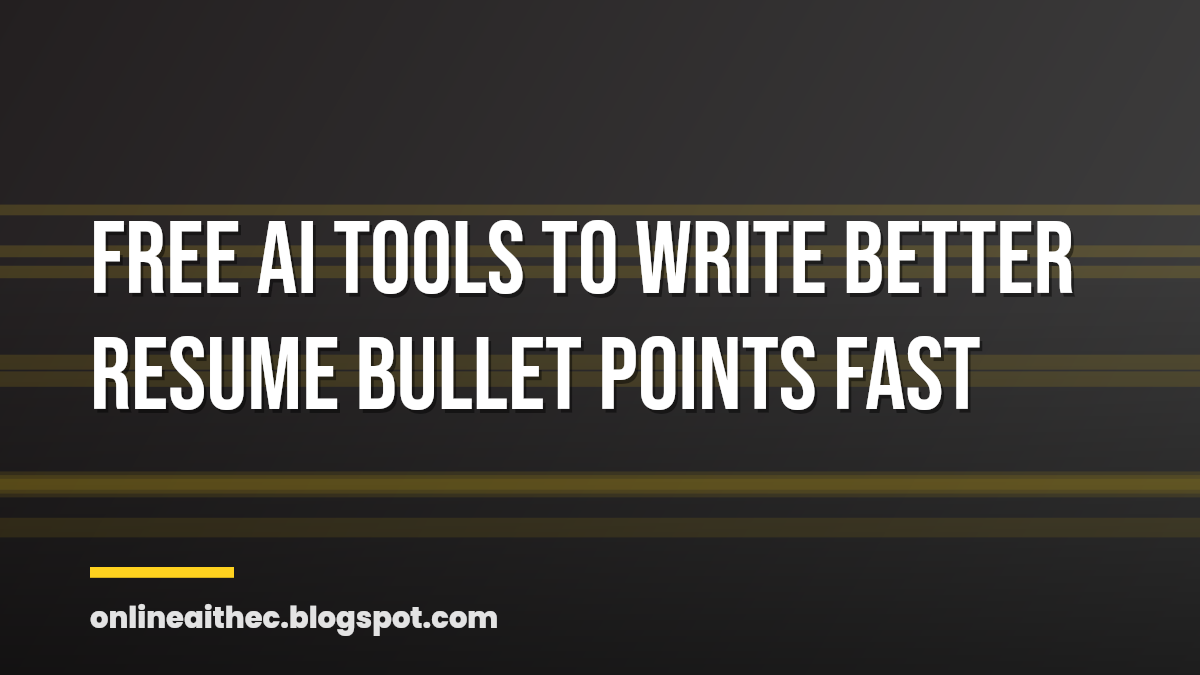 FREE AI TOOLS TO WRITE BETTER
RESUME BULLET POINTS FAST
onlineaithec.blogspot.com